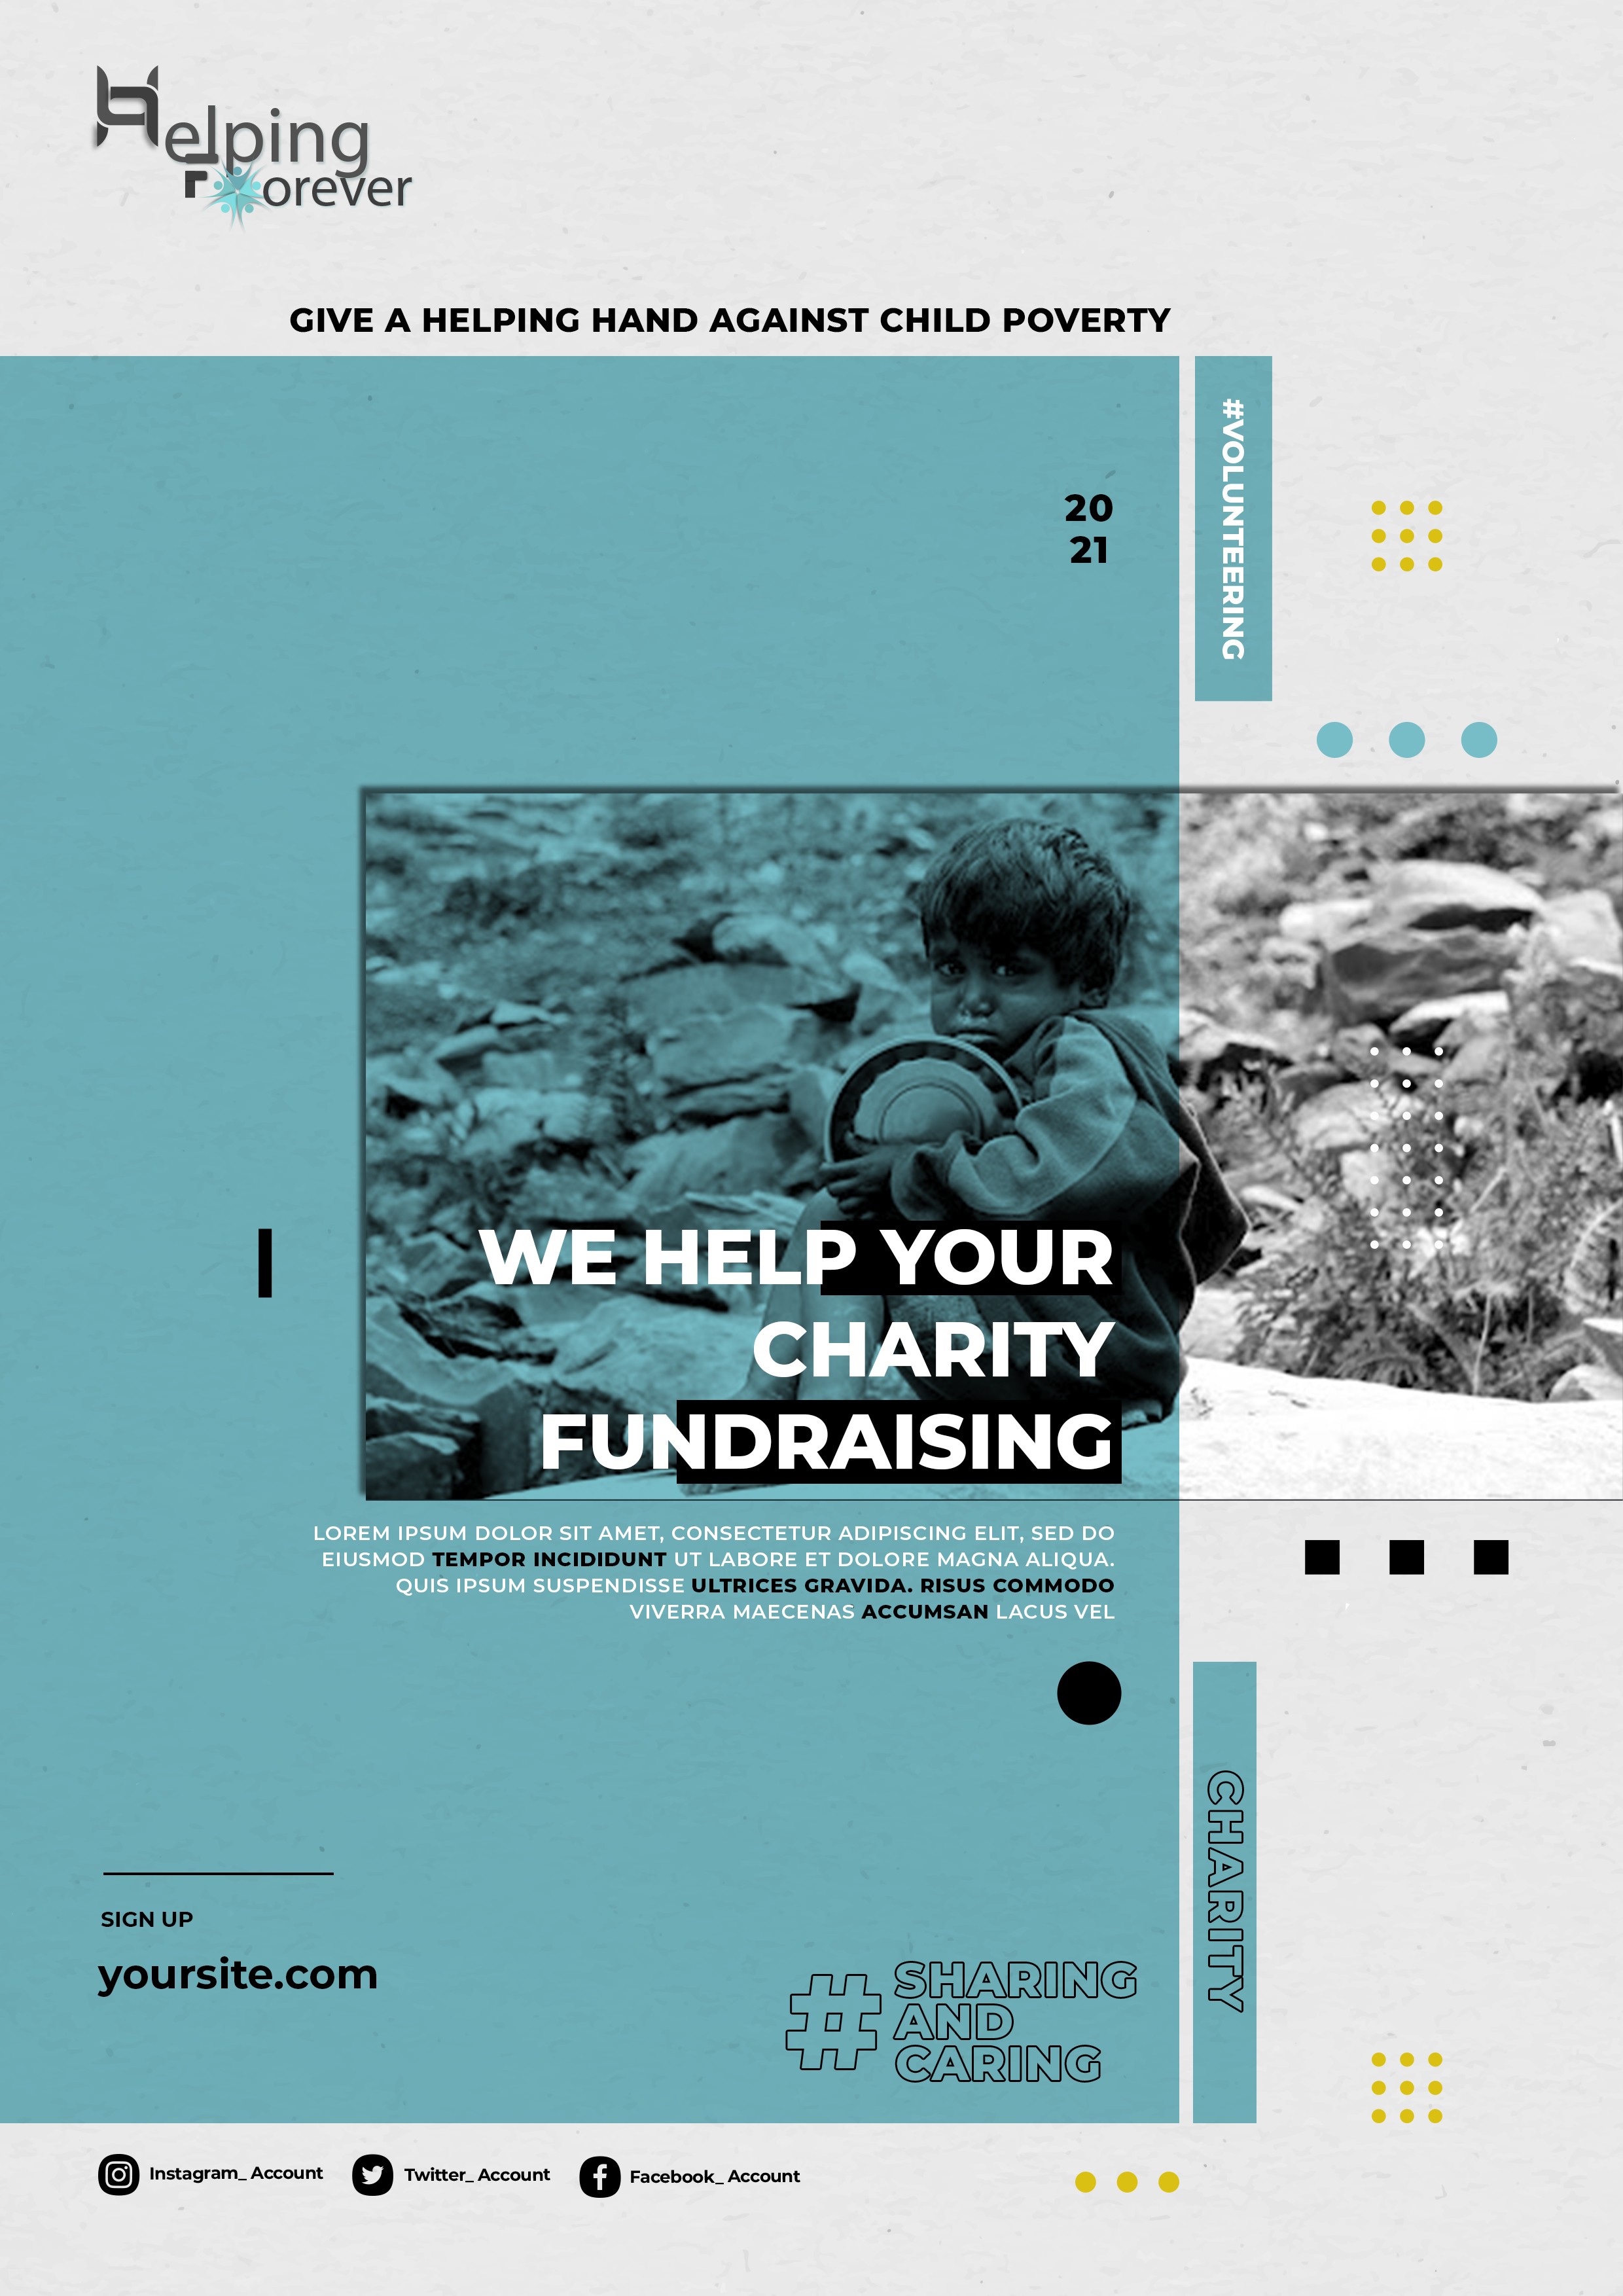 Helping
Forever
GIVE A HELPING HAND AGAINST CHILD POVERTY
#VOLUNTEERING
20
21
WE HELP YOUR
CHARITY
FUNDRAISING
LOREM IPSUM DOLOR SIT AMET, CONSECTETUR ADIPISCING ELIT, SED DO
EIUSMOD TEMPOR INCIDIDUNT UT LABORE ET DOLORE MAGNA ALIQUA.
QUIS IPSUM SUSPENDISSE ULTRICES GRAVIDA. RISUS COMMODO
VIVERRA MAECENAS ACCUMSAN LACUS VEL
CHARITY
SIGN UP
yoursite.com
# SHARING
AND
CARING
Instagram_ Account
Twitter_ Account
Facebook_ Account